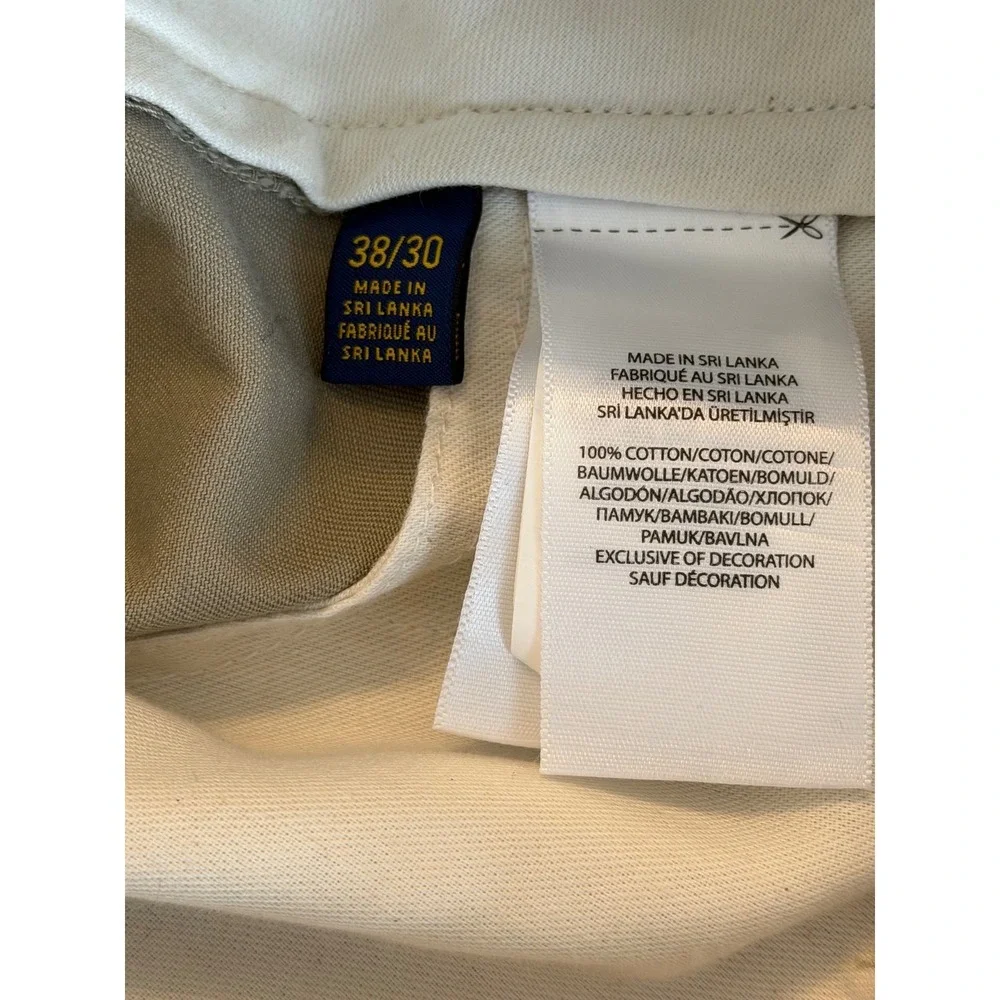 38/30
MADE IN
SRI LANKA
FABRIQUÉ AU
SRI LANKA
MADE IN SRI LANKA
FABRIQUÉ AU SRI LANKA
HECHO EN SRI LANKA
SRİ LANKA'DA ÜRETİLMİŞTİR
100% COTTON/COTON/COTONE/
BAUMWOLLE/KATOEN/BOMULD/
ALGODÓN/ALGODÃO/ХЛОПОК/
ПАМУК/ΒΑΜΒΑΚΙ/BOMULL/
PAMUK/BAVLNA
EXCLUSIVE OF DECORATION
SAUF DÉCORATION